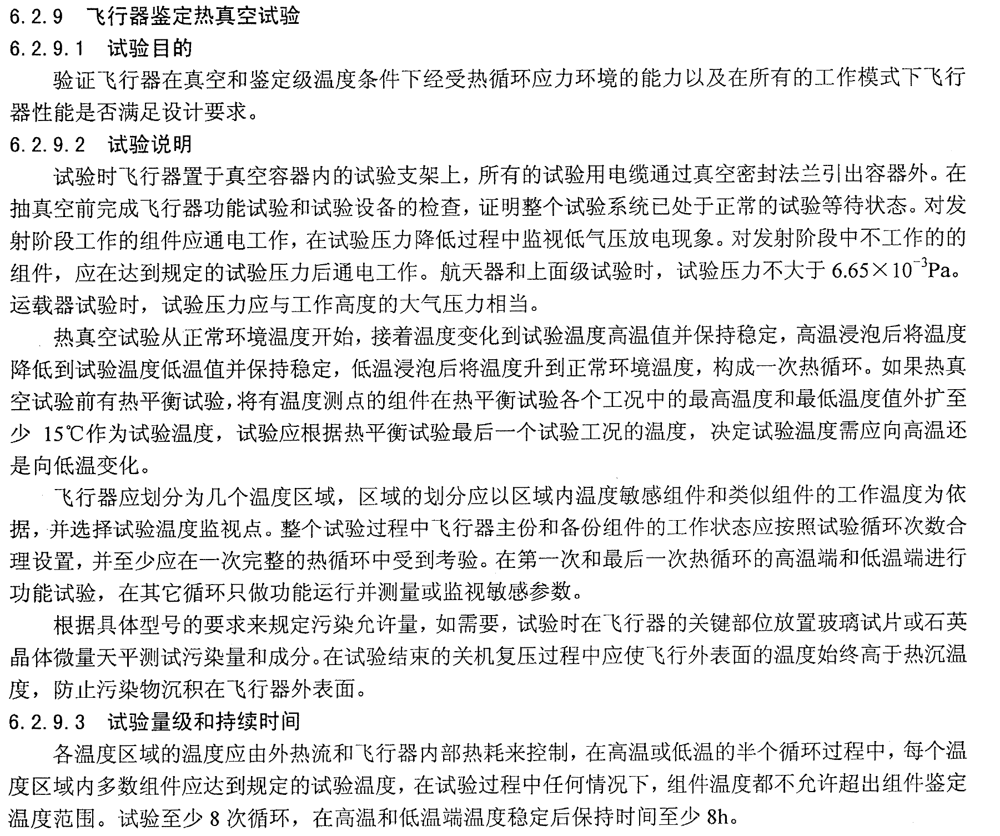 6.2.9 飞行器鉴定热真空试验
6.2.9.1 试验目的
验证飞行器在真空和鉴定级温度条件下经受热循环应力环境的能力以及在所有的工作模式下飞行
器性能是否满足设计要求。
6.2.9.2 试验说明
试验时飞行器置于真空容器内的试验支架上，所有的试验用电缆通过真空密封法兰引出容器外。在
抽真空前完成飞行器功能试验和试验设备的检查，证明整个试验系统已处于正常的试验等待状态。对发
射阶段工作的组件应通电工作，在试验压力降低过程中监视低气压放电现象。对发射阶段中不工作的的
组件，应在达到规定的试验压力后通电工作。航天器和上面级试验时，试验压力不大于 6.65×10⁻³Pa。
运载器试验时，试验压力应与工作高度的大气压力相当。
热真空试验从正常环境温度开始，接着温度变化到试验温度高温值并保持稳定，高温浸泡后将温度
降低到试验温度低温值并保持稳定，低温浸泡后将温度升到正常环境温度，构成一次热循环。如果热真
空试验前有热平衡试验，将有温度测点的组件在热平衡试验各个工况中的最高温度和最低温度值外扩至
少 15℃作为试验温度，试验应根据热平衡试验最后一个试验工况的温度，决定试验温度需应向高温还
是向低温变化。
飞行器应划分为几个温度区域，区域的划分应以区域内温度敏感组件和类似组件的工作温度为依
据，并选择试验温度监视点。整个试验过程中飞行器主份和备份组件的工作状态应按照试验循环次数合
理设置，并至少应在一次完整的热循环中受到考验。在第一次和最后一次热循环的高温端和低温端进行
功能试验，在其它循环只做功能运行并测量或监视敏感参数。
根据具体型号的要求来规定污染允许量，如需要，试验时在飞行器的关键部位放置玻璃试片或石英
晶体微量天平测试污染量和成分。在试验结束的关机复压过程中应使飞行外表面的温度始终高于热沉温
度，防止污染物沉积在飞行器外表面。
6.2.9.3 试验量级和持续时间
各温度区域的温度应由外热流和飞行器内部热耗来控制，在高温或低温的半个循环过程中，每个温
度区域内多数组件应达到规定的试验温度，在试验过程中任何情况下，组件温度都不允许超出组件鉴定
温度范围。试验至少 8 次循环，在高温和低温端温度稳定后保持时间至少 8h。